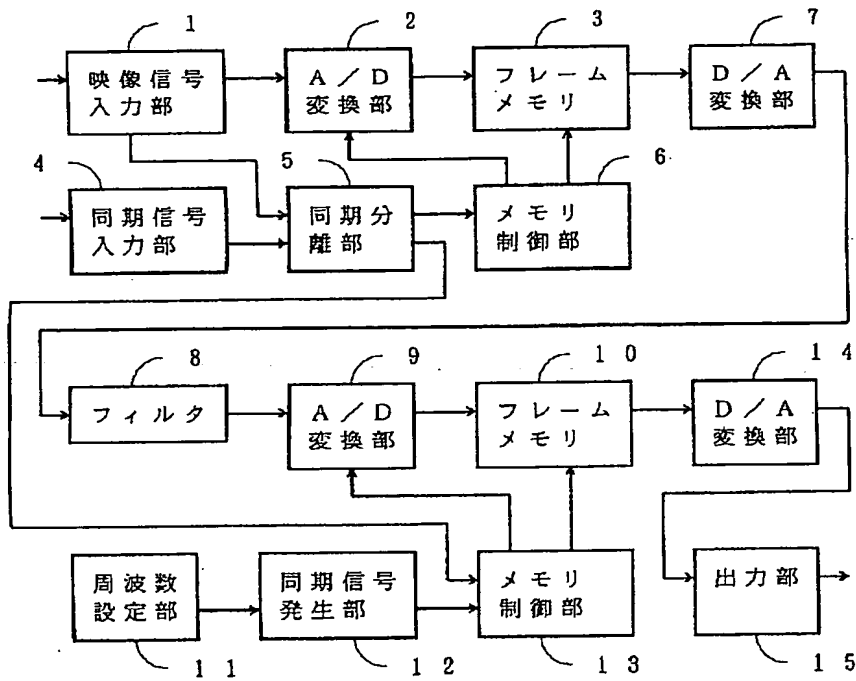 1
2
3
7
映像信号
入力部
A/D
変換部
フレーム
メモリ
D/A
変換部
4
5
6
同期信号
入力部
同期分
離部
メモリ
制御部
8
9
10
14
フィルタ
A/D
変換部
フレーム
メモリ
D/A
変換部
周波数
設定部
同期信号
発生部
メモリ
制御部
出力部
11
12
13
15